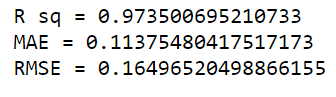 R sq = 0.973500695210733
MAE = 0.11375480417517173
RMSE = 0.16496520498866155